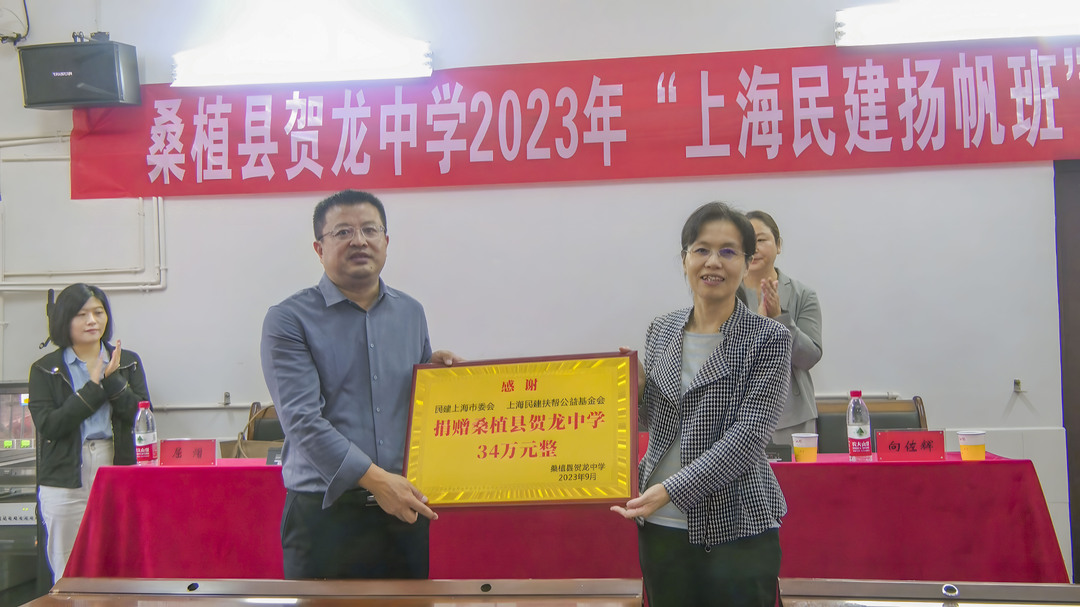 桑植县贺龙中学2023年“上海民建扬帆班”
感谢
民建上海市委会 上海民建扶帮公益基金会
捐赠桑植县贺龙中学
34万元整
桑植县贺龙中学
2023年9月
向佐辉